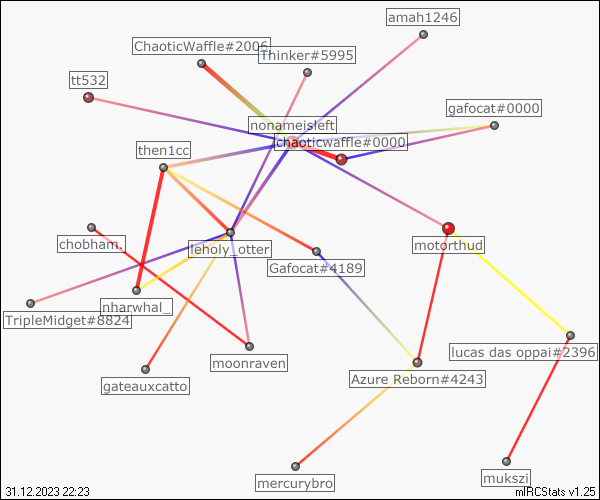 amah1246
ChaoticWaffle#2006
Thinker#5995
tt532
gafocat#0000
nonameisleft
chaoticwaffle#0000
then1cc
chobham.
leholy_otter
motorthud
Gafocat#4189
nharwhal_
TripleMidget#8824
lucas das oppai#2396
moonraven
Azure Reborn#4243
gateauxcatto
mercurybro
mukszi
31.12.2023 22:23
mIRCStats v1.25